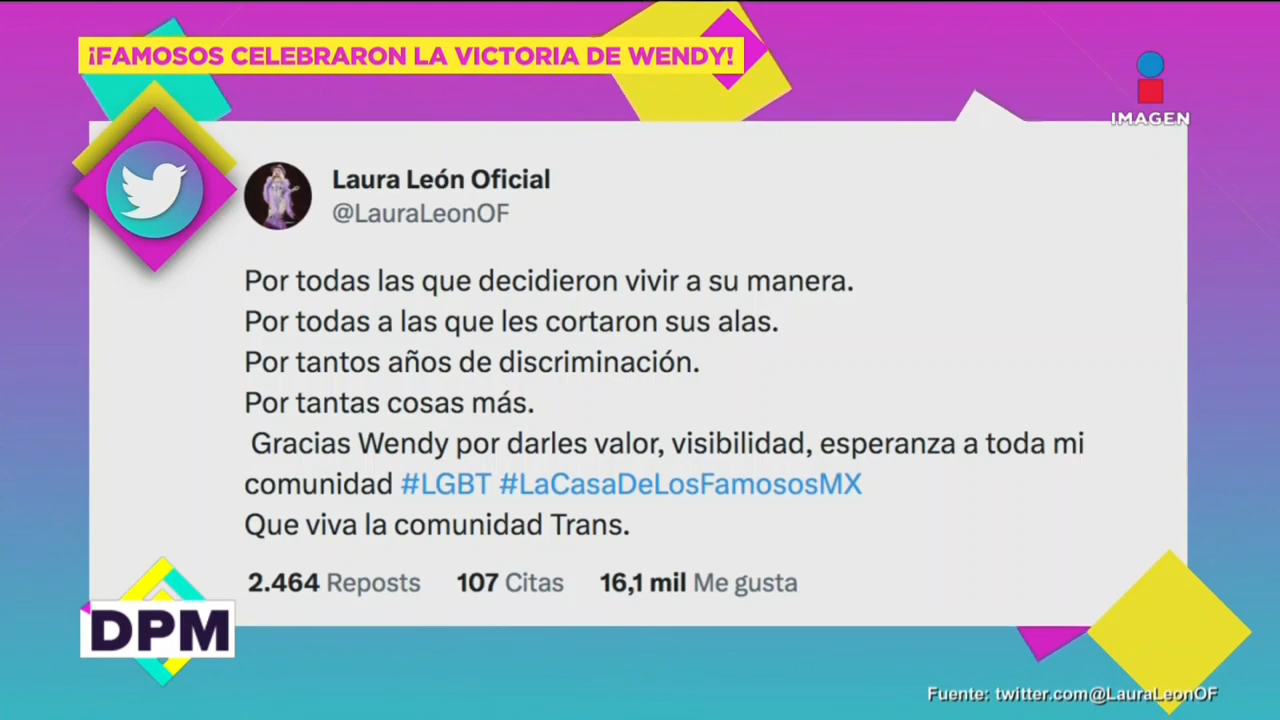 ¡FAMOSOS CELEBRARON LA VICTORIA DE WENDY!
IMAGEN
Laura León Oficial
@LauraLeonOF
Por todas las que decidieron vivir a su manera.
Por todas a las que les cortaron sus alas.
Por tantos años de discriminación.
Por tantas cosas más.
Gracias Wendy por darles valor, visibilidad, esperanza a toda mi
comunidad #LGBT #LaCasaDeLosFamososMX
Que viva la comunidad Trans.
2.464 Reposts 107 Citas 16,1 mil Me gusta
DPM
Fuente: twitter.com@LauraLeonOF